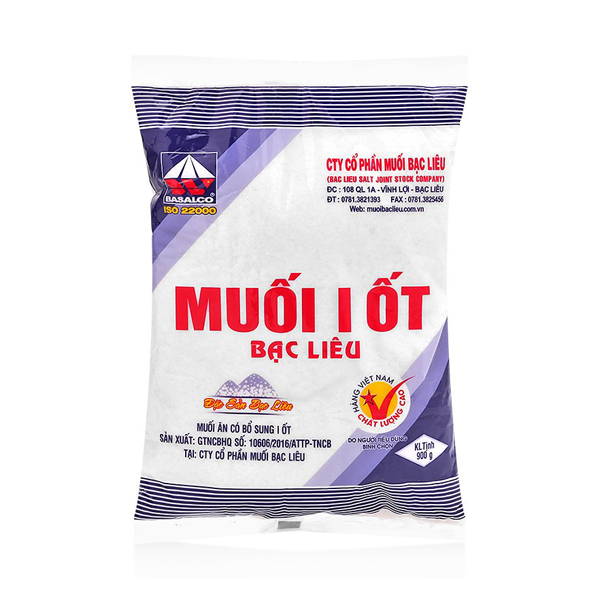 BASALCO
®
ISO 22000
CTY CỔ PHẦN MUỐI BẠC LIÊU
(BAC LIEU SALT JOINT STOCK COMPANY)
ĐC : 108 QL 1A - VĨNH LỢI - BẠC LIÊU
ĐT : 0781.3821393 FAX : 0781.3825456
Web: muoibaclieu.com.vn
MUỐI I ỐT
BẠC LIÊU
Đặc Sản Bạc Liêu
MUỐI ĂN CÓ BỔ SUNG I ỐT
SẢN XUẤT: GTNCBHQ SỐ: 10606/2016/ATTP-TNCB
TẠI: CTY CỔ PHẦN MUỐI BẠC LIÊU
HÀNG VIỆT NAM
CHẤT LƯỢNG CAO
DO NGƯỜI TIÊU DÙNG
BÌNH CHỌN
KLTịnh
900 g